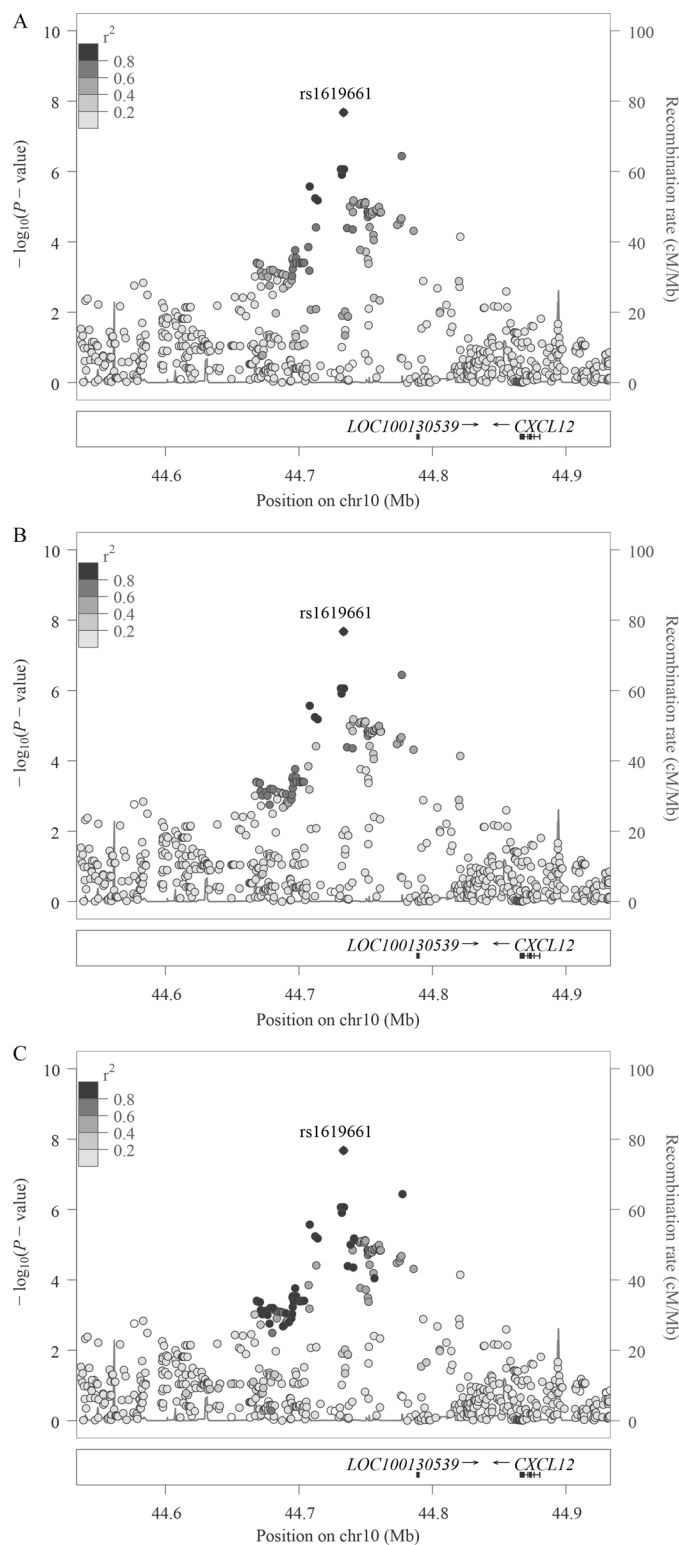 A
10
8
6
4
2
0
− log10(P − value)
r2
0.8
0.6
0.4
0.2
rs1619661
100
80
60
40
20
0
Recombination rate (cM/Mb)
LOC100130539→ ←CXCL12
44.6 44.7 44.8 44.9
Position on chr10 (Mb)
B
10
8
6
4
2
0
− log10(P − value)
r2
0.8
0.6
0.4
0.2
rs1619661
100
80
60
40
20
0
Recombination rate (cM/Mb)
LOC100130539→ ←CXCL12
44.6 44.7 44.8 44.9
Position on chr10 (Mb)
C
10
8
6
4
2
0
− log10(P − value)
r2
0.8
0.6
0.4
0.2
rs1619661
100
80
60
40
20
0
Recombination rate (cM/Mb)
LOC100130539→ ←CXCL12
44.6 44.7 44.8 44.9
Position on chr10 (Mb)